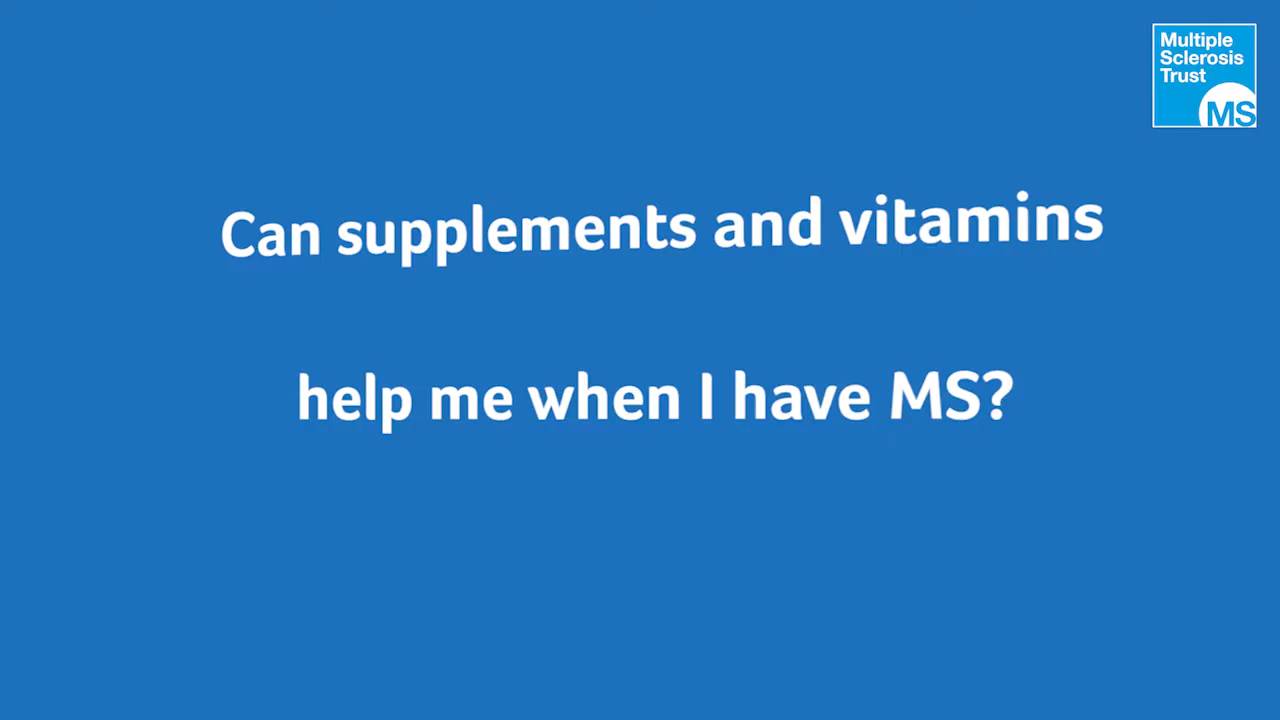 Multiple
Sclerosis
Trust
MS
Can supplements and vitamins
help me when I have MS?